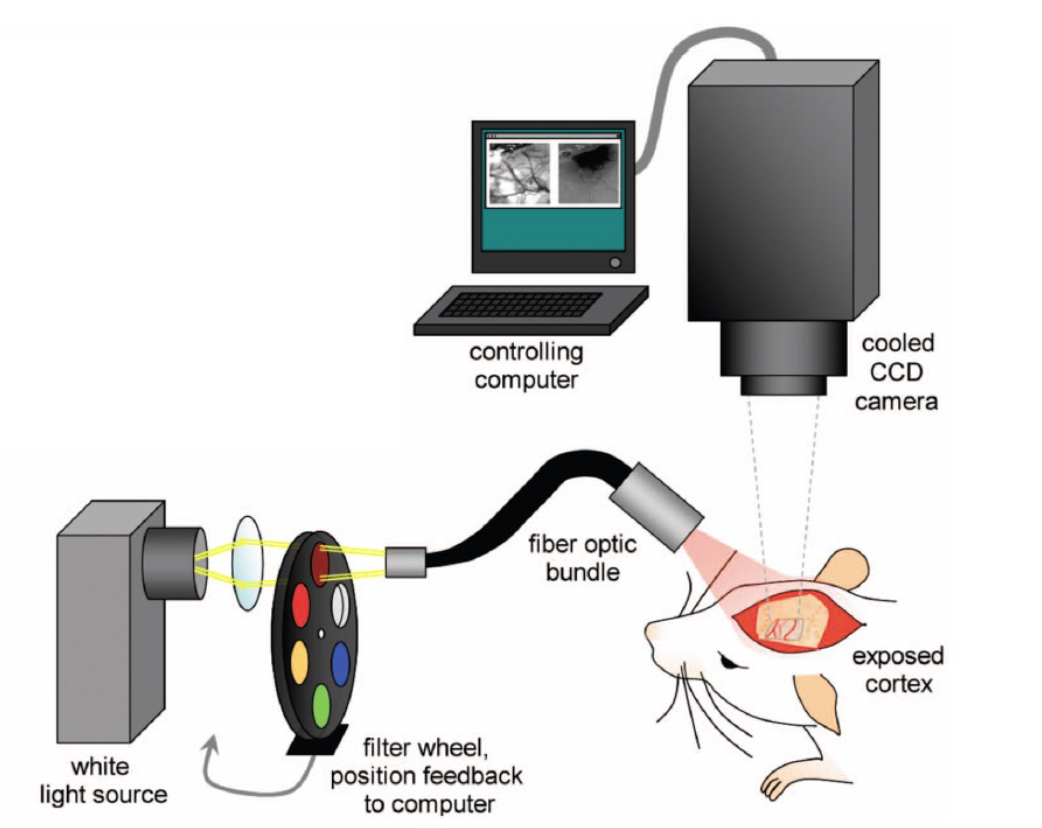 controlling
computer
cooled
CCD
camera
fiber optic
bundle
exposed
cortex
white
light source
filter wheel,
position feedback
to computer